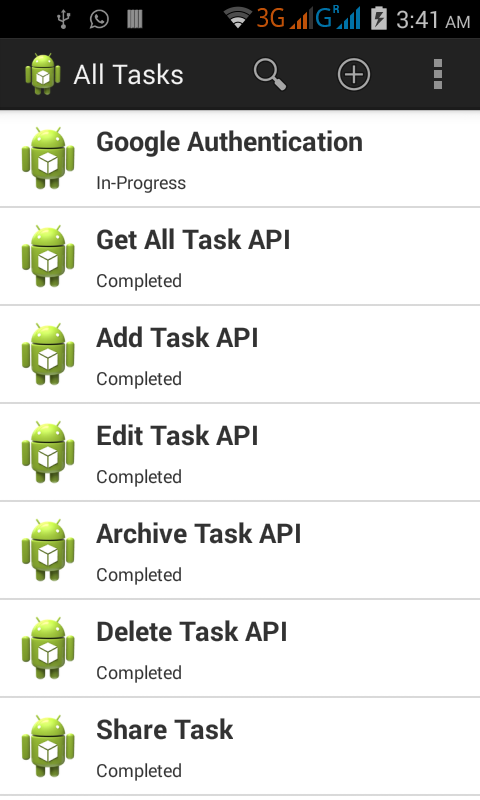 3G G R 3:41 AM
All Tasks
Google Authentication
In-Progress
Get All Task API
Completed
Add Task API
Completed
Edit Task API
Completed
Archive Task API
Completed
Delete Task API
Completed
Share Task
Completed